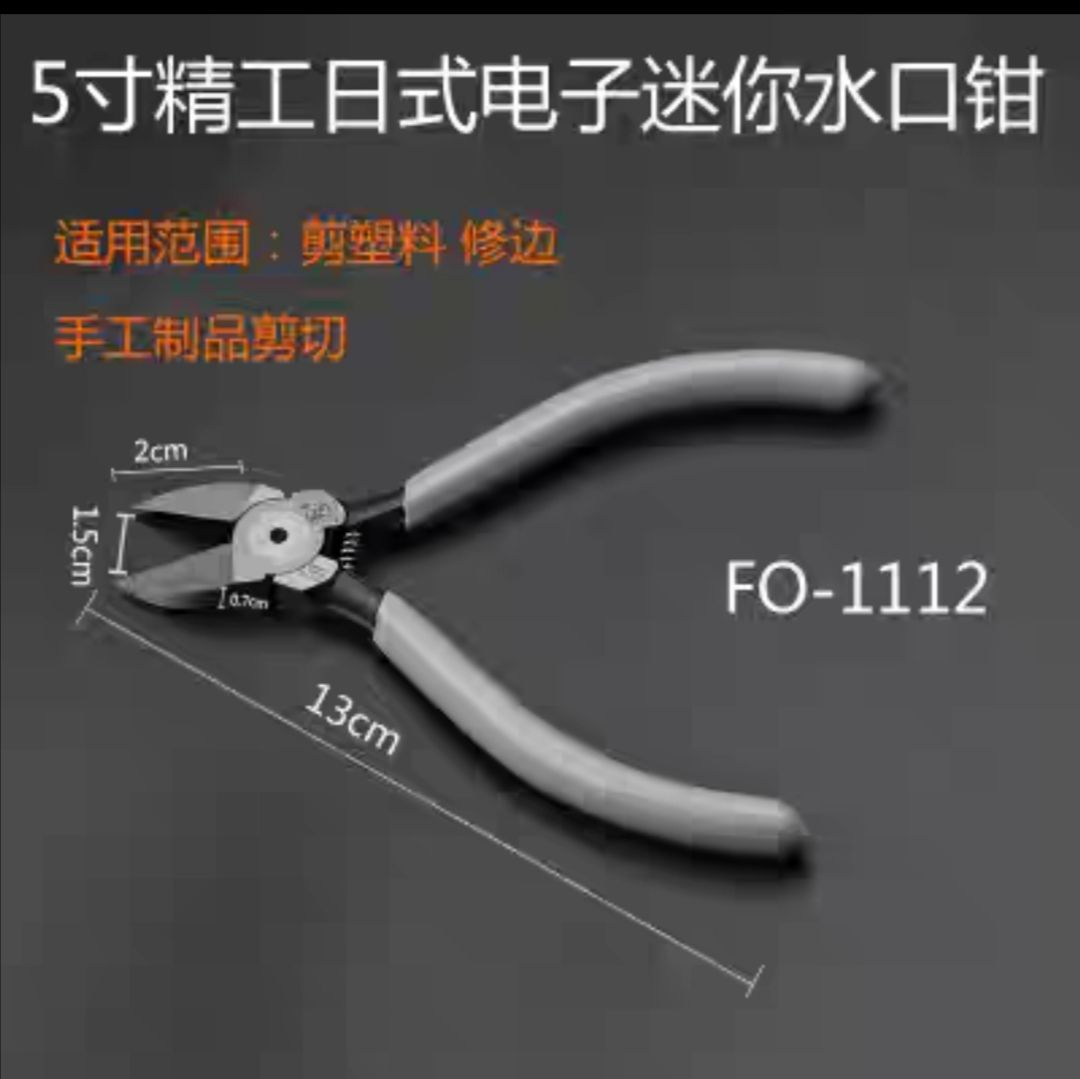 5寸精工日式电子迷你水口钳
适用范围：剪塑料 修边
手工制品剪切
2cm
1.5cm
0.7cm
FO-1112
13cm